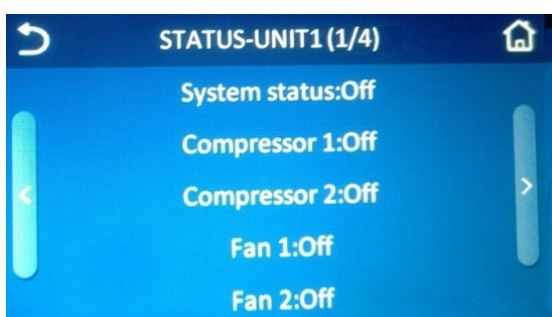 STATUS-UNIT1 (1/4)
System status:Off
Compressor 1:Off
Compressor 2:Off
Fan 1:Off
Fan 2:Off